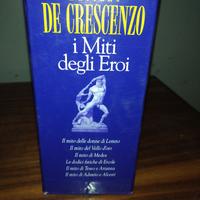 DE CRESCENZO
i Miti
degli Eroi
Il mito delle donne di Lemno
Il mito del Vello d'oro
Il mito di Medea
Le dodici fatiche di Ercole
Il mito di Teseo e Arianna
Il mito di Admeto e Alcesti